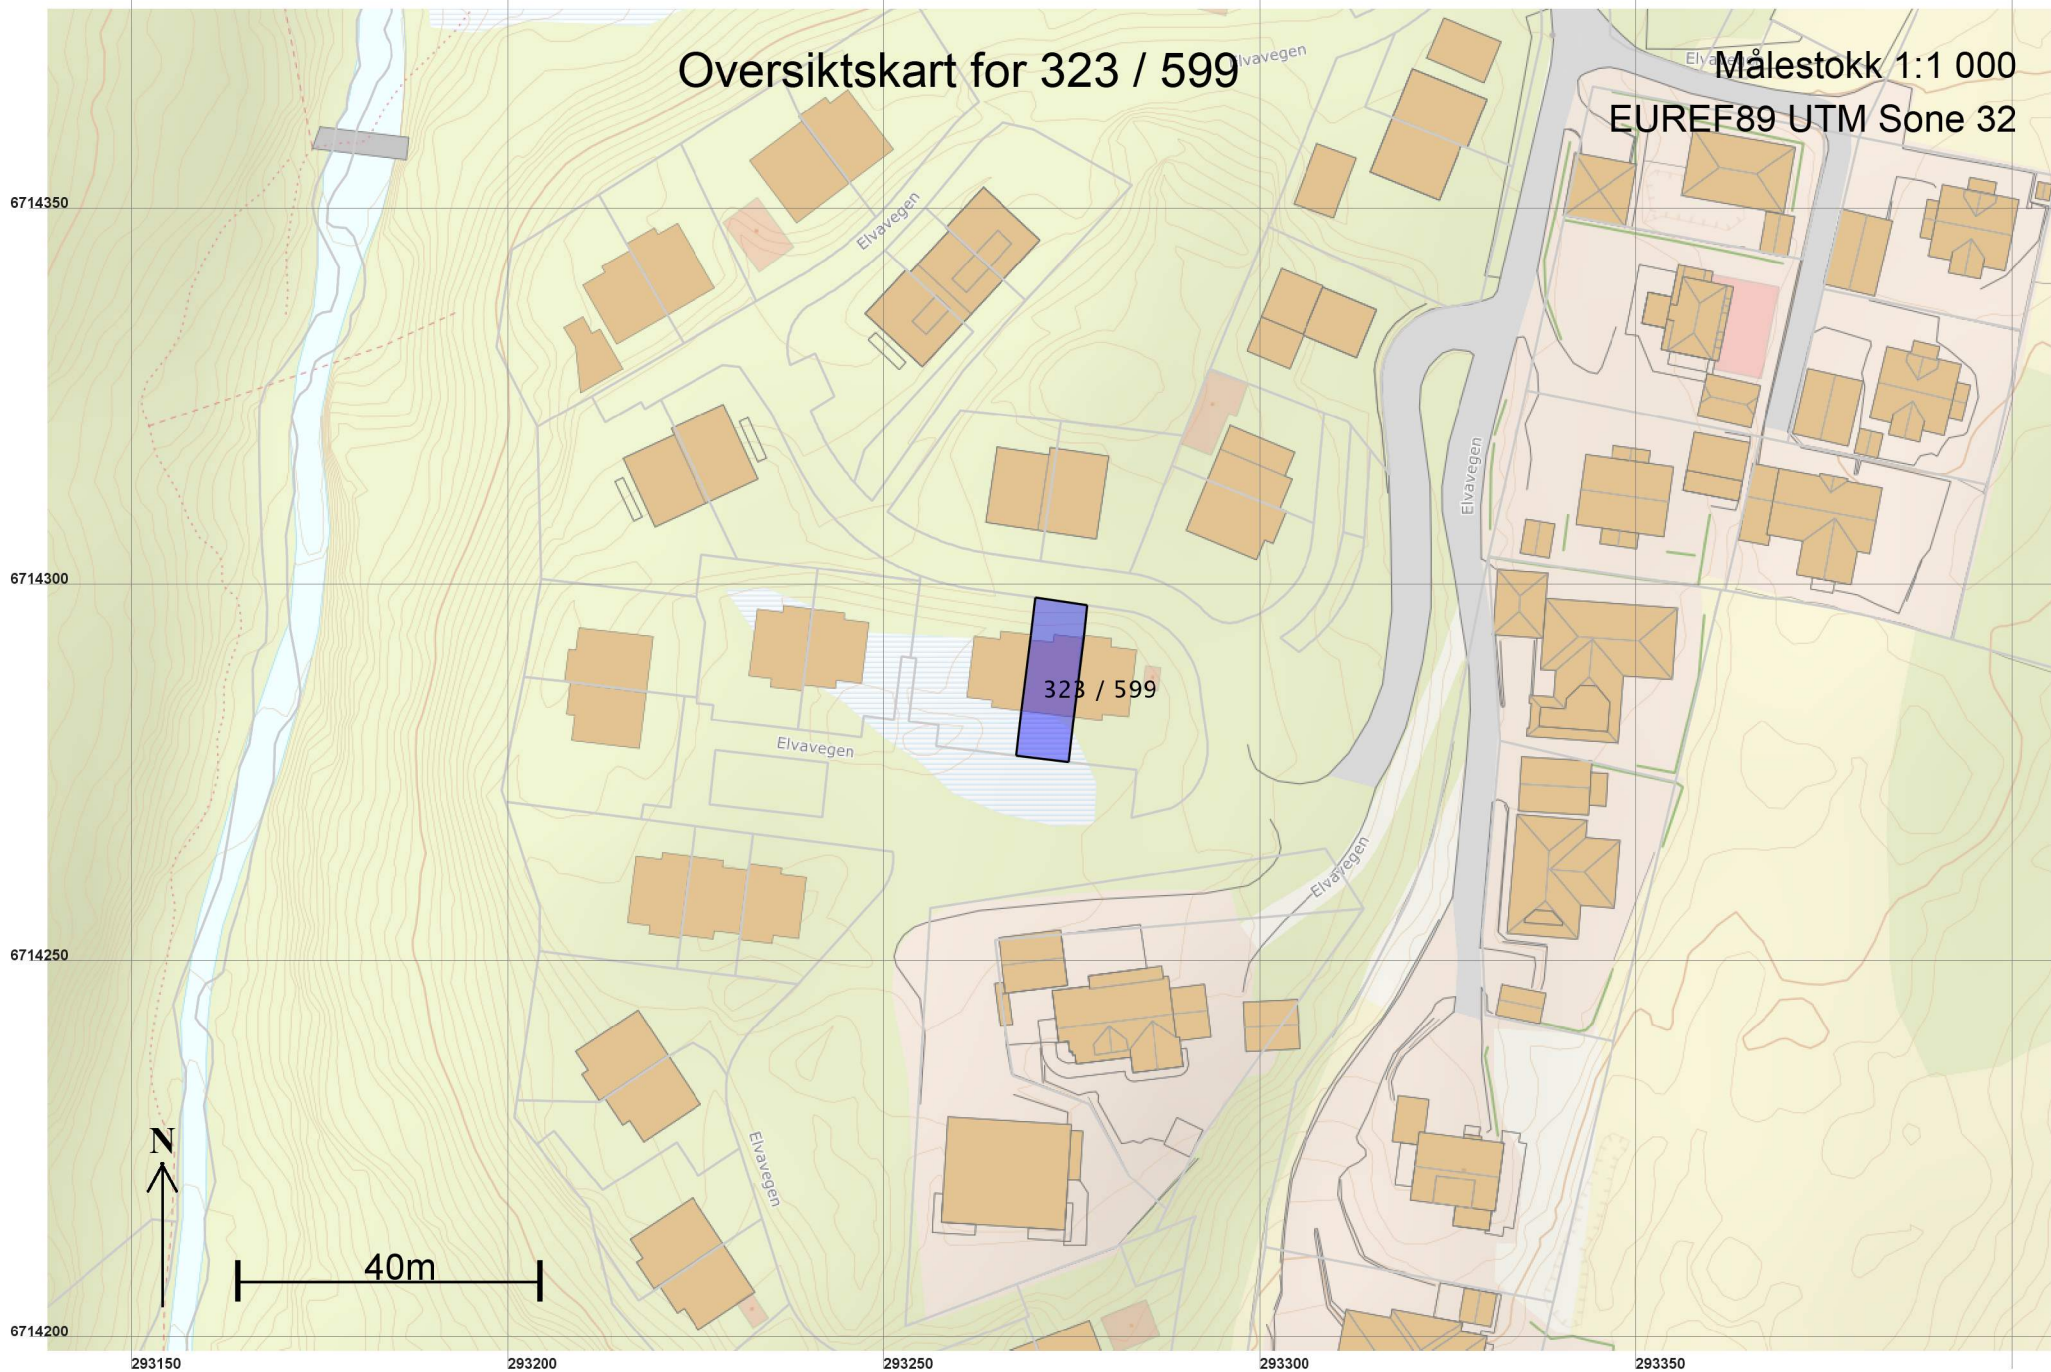 Oversiktskart for 323 / 599
Målestokk 1:1 000
EUREF89 UTM Sone 32
Elvavegen
6714350
Elvavegen
Elvavegen
6714300
323 / 599
Elvavegen
Elvavegen
6714250
N
Elvavegen
40m
6714200
293150
293200
293250
293300
293350